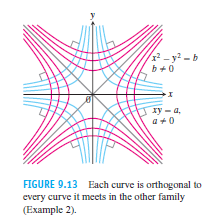 y
x² – y² = b
b ≠ 0
x
0
xy = a,
a ≠ 0
FIGURE 9.13 Each curve is orthogonal to
every curve it meets in the other family
(Example 2).